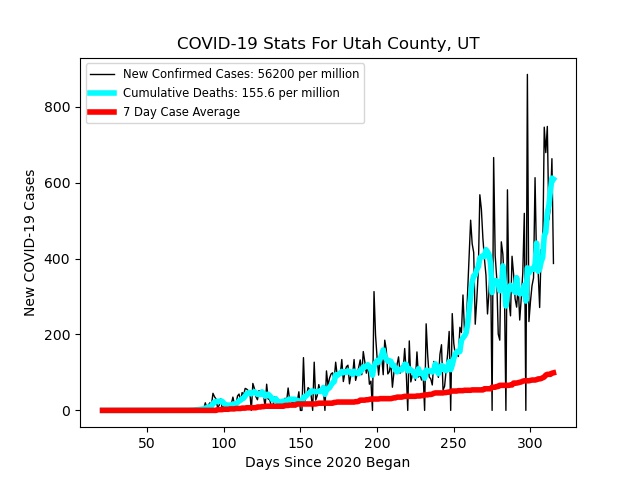 COVID-19 Stats For Utah County, UT
New Confirmed Cases: 56200 per million
Cumulative Deaths: 155.6 per million
7 Day Case Average
New COVID-19 Cases
800
600
400
200
0
50 100 150 200 250 300
Days Since 2020 Began